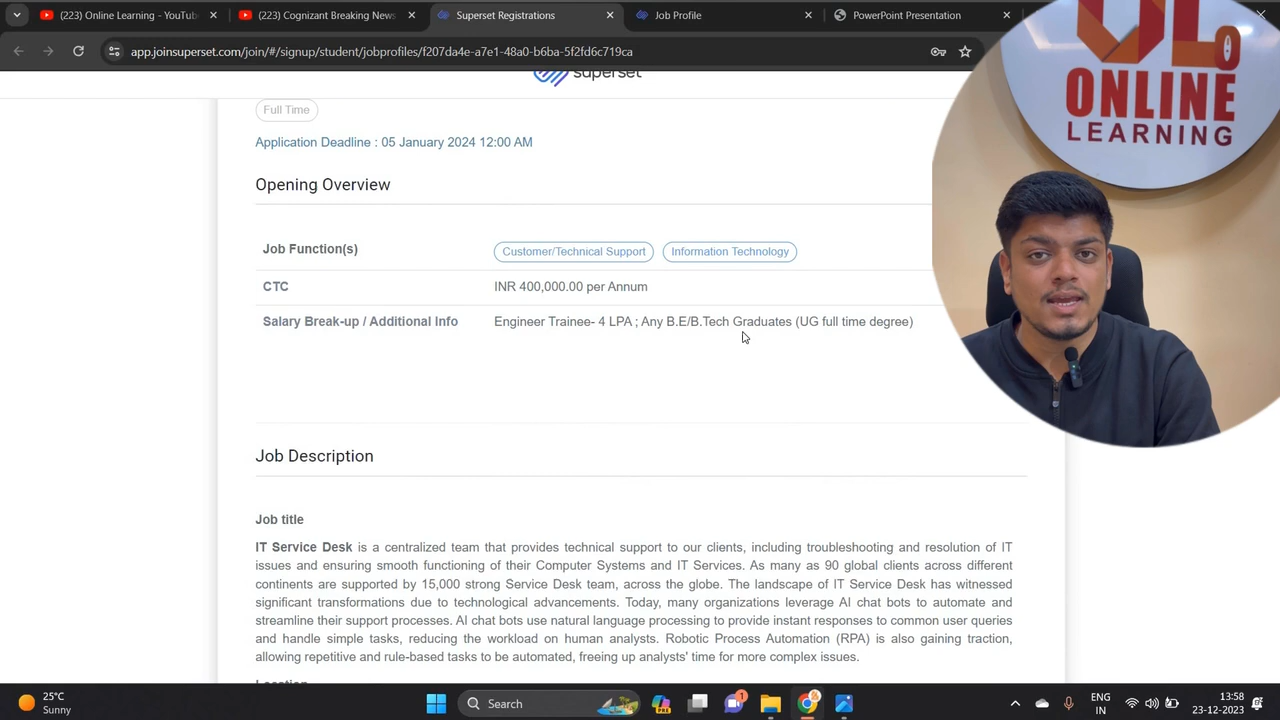 (223) Online Learning - YouTub
(223) Cognizant Breaking News
Superset Registrations
Job Profile
PowerPoint Presentation
app.joinsuperset.com/join/#/signup/student/jobprofiles/f207da4e-a7e1-48a0-b6ba-5f2fd6c719ca
superset
OL
ONLINE
LEARNING
Full Time
Application Deadline : 05 January 2024 12:00 AM
Opening Overview
Job Function(s)
Customer/Technical Support
Information Technology
CTC
INR 400,000.00 per Annum
Salary Break-up / Additional Info
Engineer Trainee- 4 LPA ; Any B.E/B.Tech Graduates (UG full time degree)
Job Description
Job title
IT Service Desk is a centralized team that provides technical support to our clients, including troubleshooting and resolution of IT
issues and ensuring smooth functioning of their Computer Systems and IT Services. As many as 90 global clients across different
continents are supported by 15,000 strong Service Desk team, across the globe. The landscape of IT Service Desk has witnessed
significant transformations due to technological advancements. Today, many organizations leverage AI chat bots to automate and
streamline their support processes. AI chat bots use natural language processing to provide instant responses to common user queries
and handle simple tasks, reducing the workload on human analysts. Robotic Process Automation (RPA) is also gaining traction,
allowing repetitive and rule-based tasks to be automated, freeing up analysts' time for more complex issues.
Location
25°C
Sunny
Search
PRE
1
ENG
IN
13:58
23-12-2023